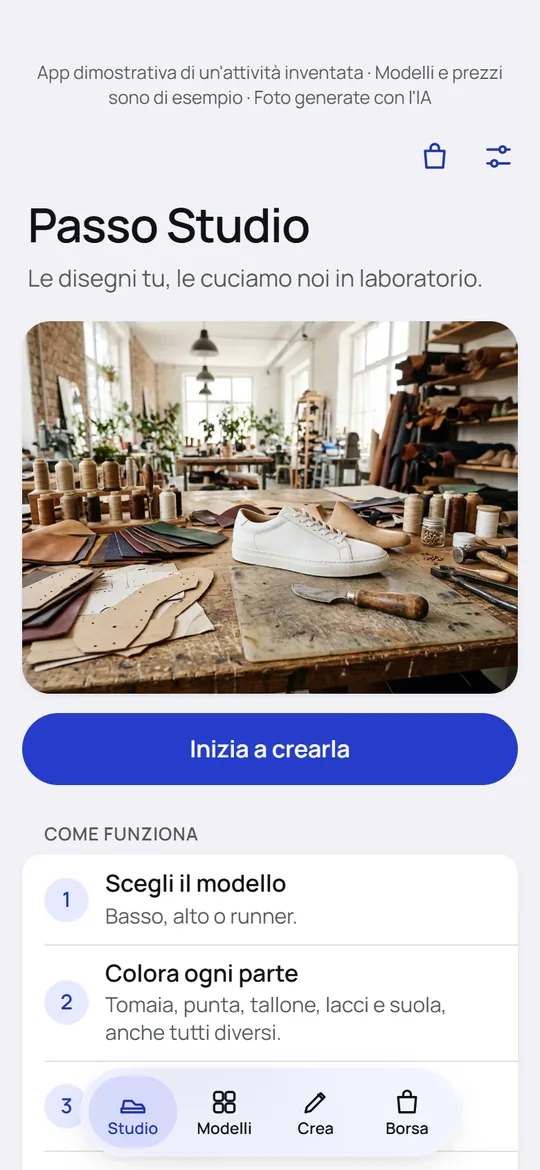 App dimostrativa di un'attività inventata · Modelli e prezzi
sono di esempio · Foto generate con l'IA
Passo Studio
Le disegni tu, le cuciamo noi in laboratorio.
Inizia a crearla
COME FUNZIONA
1
Scegli il modello
Basso, alto o runner.
2
Colora ogni parte
Tomaia, punta, tallone, lacci e suola,
anche tutti diversi.
3
Studio
Modelli
Crea
Borsa